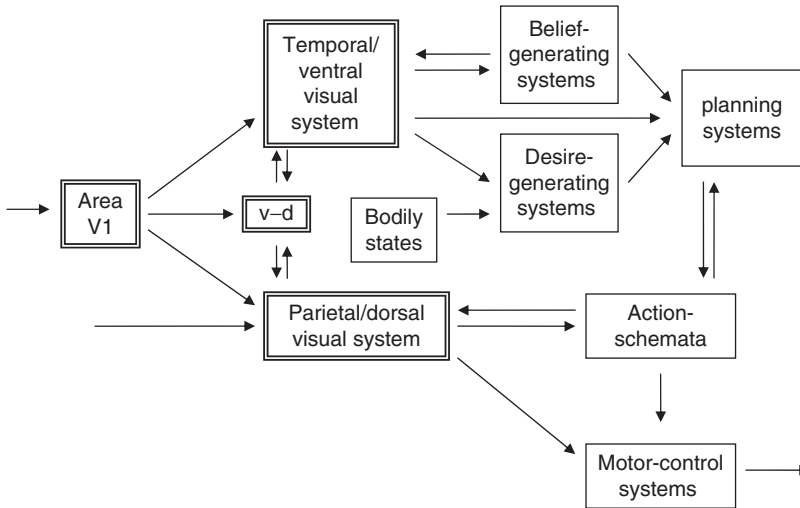 Temporal/
ventral
visual
system
Belief-
generating
systems
planning
systems
Desire-
generating
systems
Area
V1
v–d
Bodily
states
Parietal/dorsal
visual system
Action-
schemata
Motor-control
systems